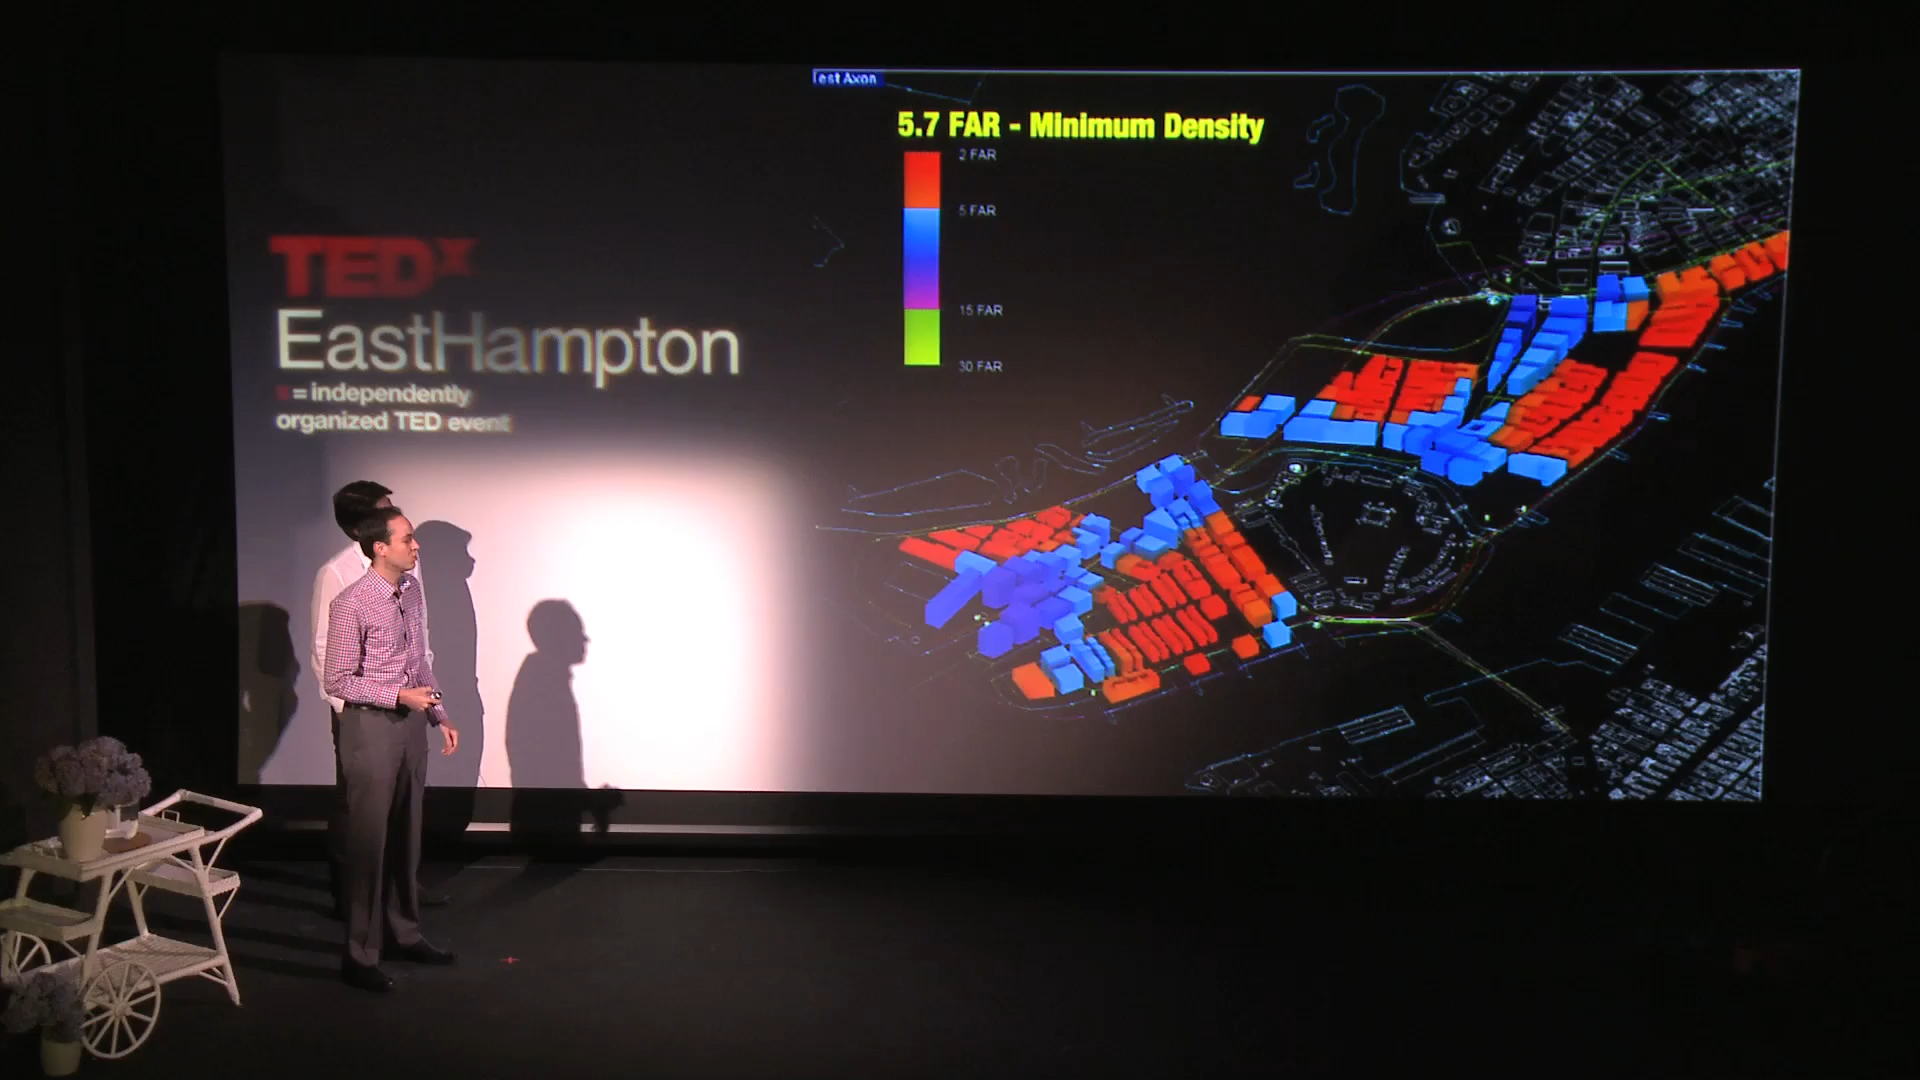 TEDx
EastHampton
x = independently
organized TED event
Test Axon
5.7 FAR - Minimum Density
2 FAR
5 FAR
15 FAR
30 FAR